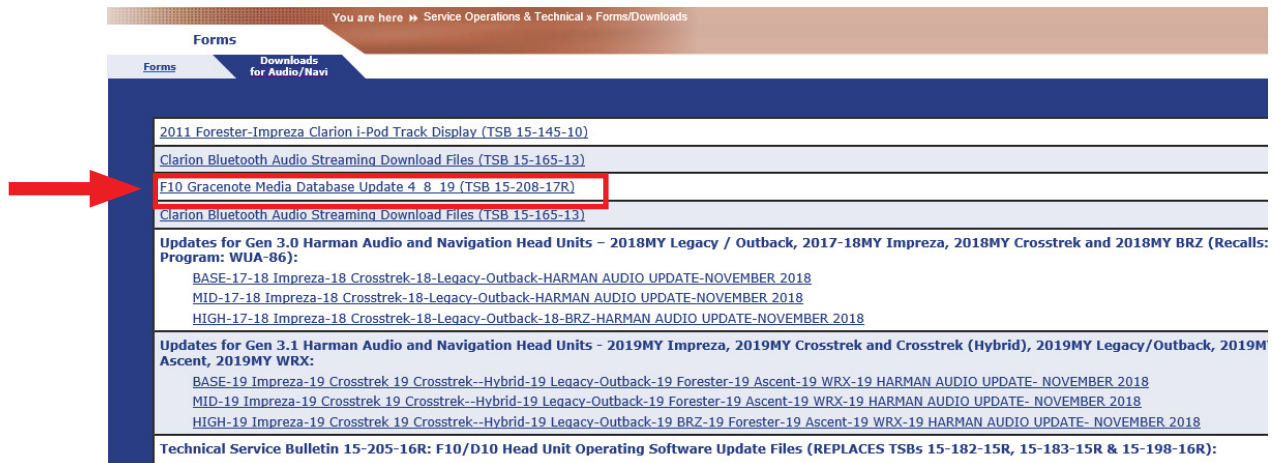 You are here » Service Operations & Technical » Forms/Downloads
Forms
Forms
Downloads
for Audio/Navi
2011 Forester-Impreza Clarion i-Pod Track Display (TSB 15-145-10)
Clarion Bluetooth Audio Streaming Download Files (TSB 15-165-13)
F10 Gracenote Media Database Update 4_8_19 (TSB 15-208-17R)
Clarion Bluetooth Audio Streaming Download Files (TSB 15-165-13)
Updates for Gen 3.0 Harman Audio and Navigation Head Units – 2018MY Legacy / Outback, 2017-18MY Impreza, 2018MY Crosstrek and 2018MY BRZ (Recalls:
Program: WUA-86):
BASE-17-18 Impreza-18 Crosstrek-18-Legacy-Outback-HARMAN AUDIO UPDATE-NOVEMBER 2018
MID-17-18 Impreza-18 Crosstrek-18-Legacy-Outback-HARMAN AUDIO UPDATE-NOVEMBER 2018
HIGH-17-18 Impreza-18 Crosstrek-18-Legacy-Outback-18-BRZ-HARMAN AUDIO UPDATE-NOVEMBER 2018
Updates for Gen 3.1 Harman Audio and Navigation Head Units - 2019MY Impreza, 2019MY Crosstrek and Crosstrek (Hybrid), 2019MY Legacy/Outback, 2019M
Ascent, 2019MY WRX:
BASE-19 Impreza-19 Crosstrek 19 Crosstrek--Hybrid-19 Legacy-Outback-19 Forester-19 Ascent-19 WRX-19 HARMAN AUDIO UPDATE- NOVEMBER 2018
MID-19 Impreza-19 Crosstrek 19 Crosstrek--Hybrid-19 Legacy-Outback-19 Forester-19 Ascent-19 WRX-19 HARMAN AUDIO UPDATE- NOVEMBER 2018
HIGH-19 Impreza-19 Crosstrek 19 Crosstrek--Hybrid-19 Legacy-Outback-19 BRZ-19 Forester-19 Ascent-19 WRX-19 HARMAN AUDIO UPDATE- NOVEMBER 2018
Technical Service Bulletin 15-205-16R: F10/D10 Head Unit Operating Software Update Files (REPLACES TSBs 15-182-15R, 15-183-15R & 15-198-16R):